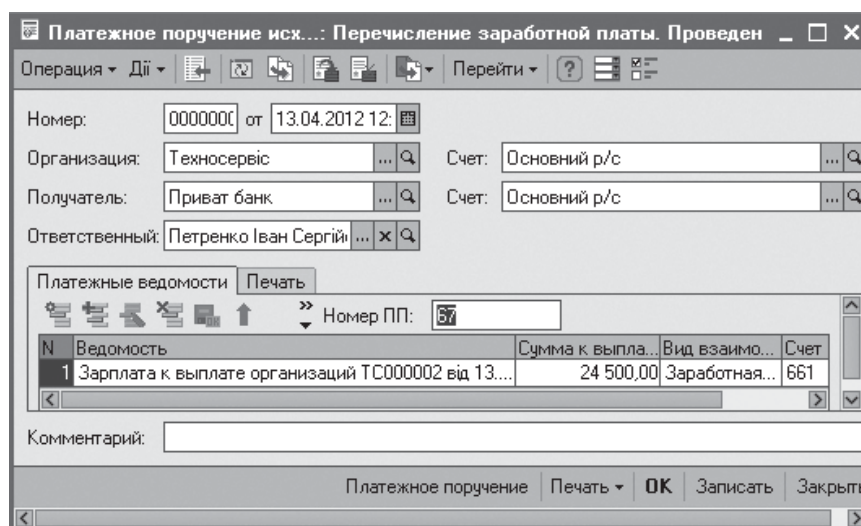 Платежное поручение исх...: Перечисление заработной платы. Проведен
Операция Дії Перейти
Номер: 0000000 от 13.04.2012 12:
Организация: Техносервіс ... Счет: Основний р/с ...
Получатель: Приват банк ... Счет: Основний р/с ...
Ответственный: Петренко Іван Сергій ... x
Платежные ведомости Печать
Номер ПП: 67
N Ведомость Сумма к выпла... Вид взаимо... Счет
1 Зарплата к выплате организаций ТС000002 від 13.... 24 500,00 Заработная... 661
Комментарий:
Платежное поручение Печать OK Записать Закрыть